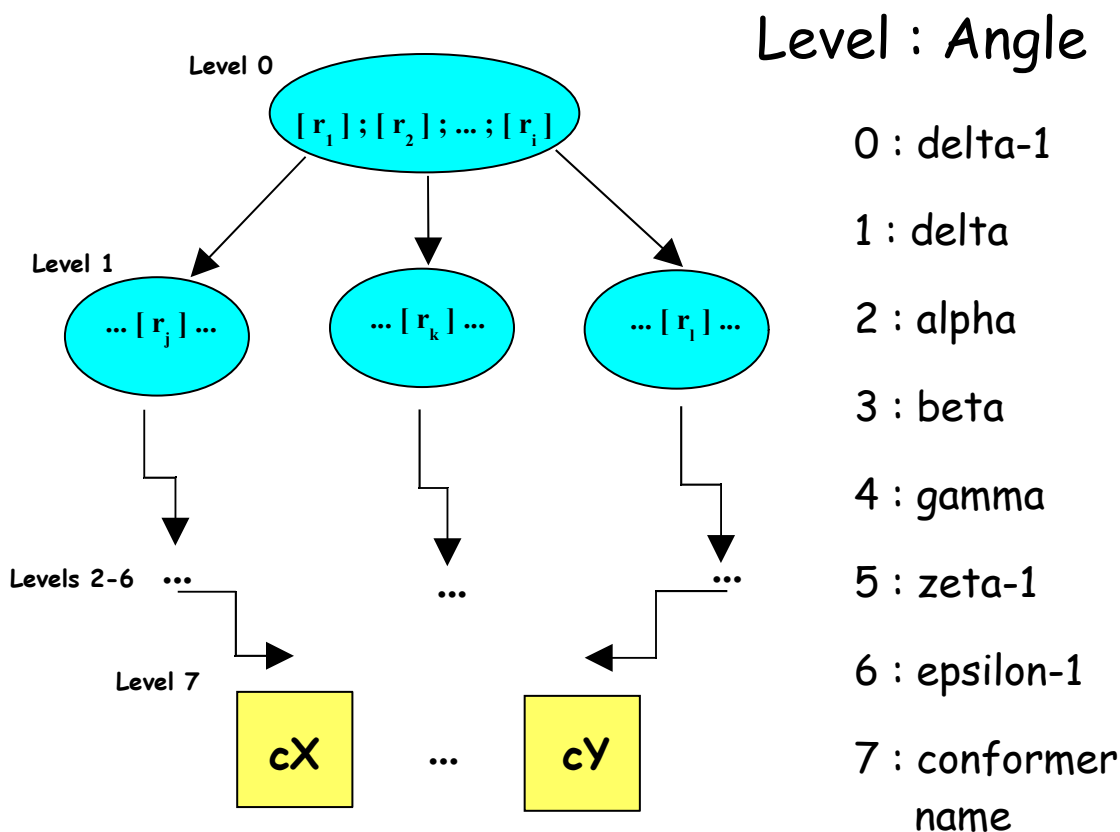 Level : Angle
Level 0
[ r1 ] ; [ r2 ] ; ... ; [ ri ]
0 : delta-1
1 : delta
Level 1
... [ rj ] ...
... [ rk ] ...
... [ rl ] ...
2 : alpha
3 : beta
4 : gamma
Levels 2-6
...
...
...
5 : zeta-1
6 : epsilon-1
Level 7
cX
...
cY
7 : conformer
name